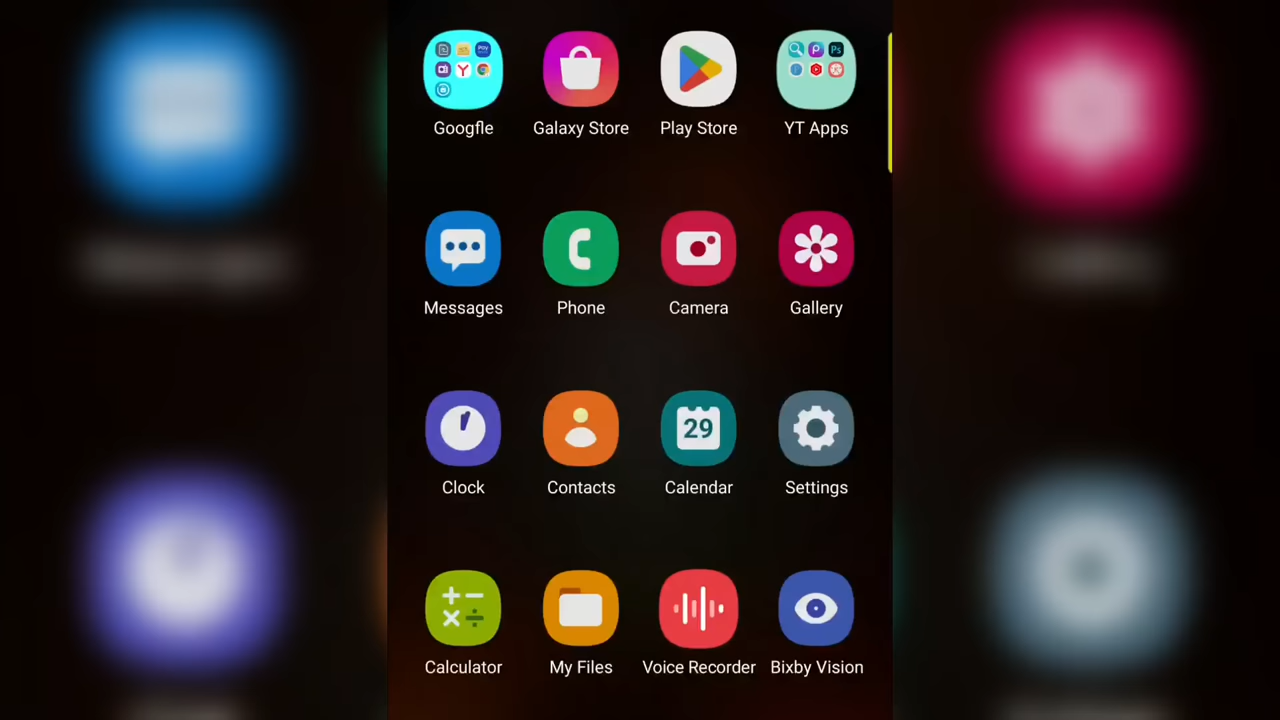 Googfle
Galaxy Store
Play Store
YT Apps
Messages
Phone
Camera
Gallery
Clock
Contacts
29
Calendar
Settings
Calculator
My Files
Voice Recorder
Bixby Vision